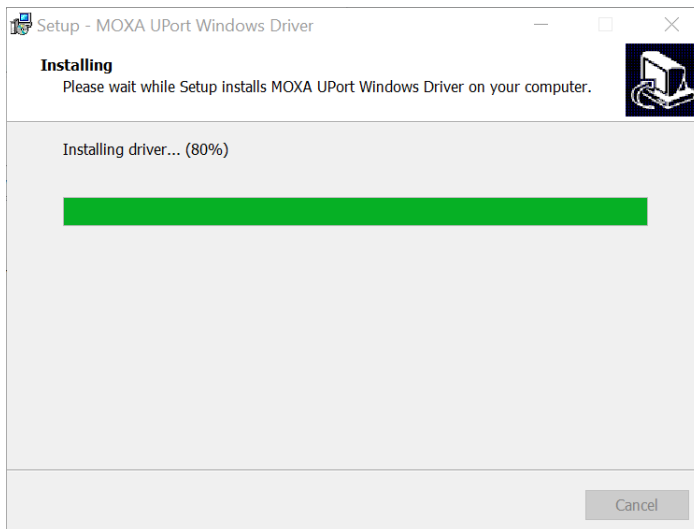 Setup - MOXA UPort Windows Driver
Installing
Please wait while Setup installs MOXA UPort Windows Driver on your computer.
Installing driver... (80%)
Cancel